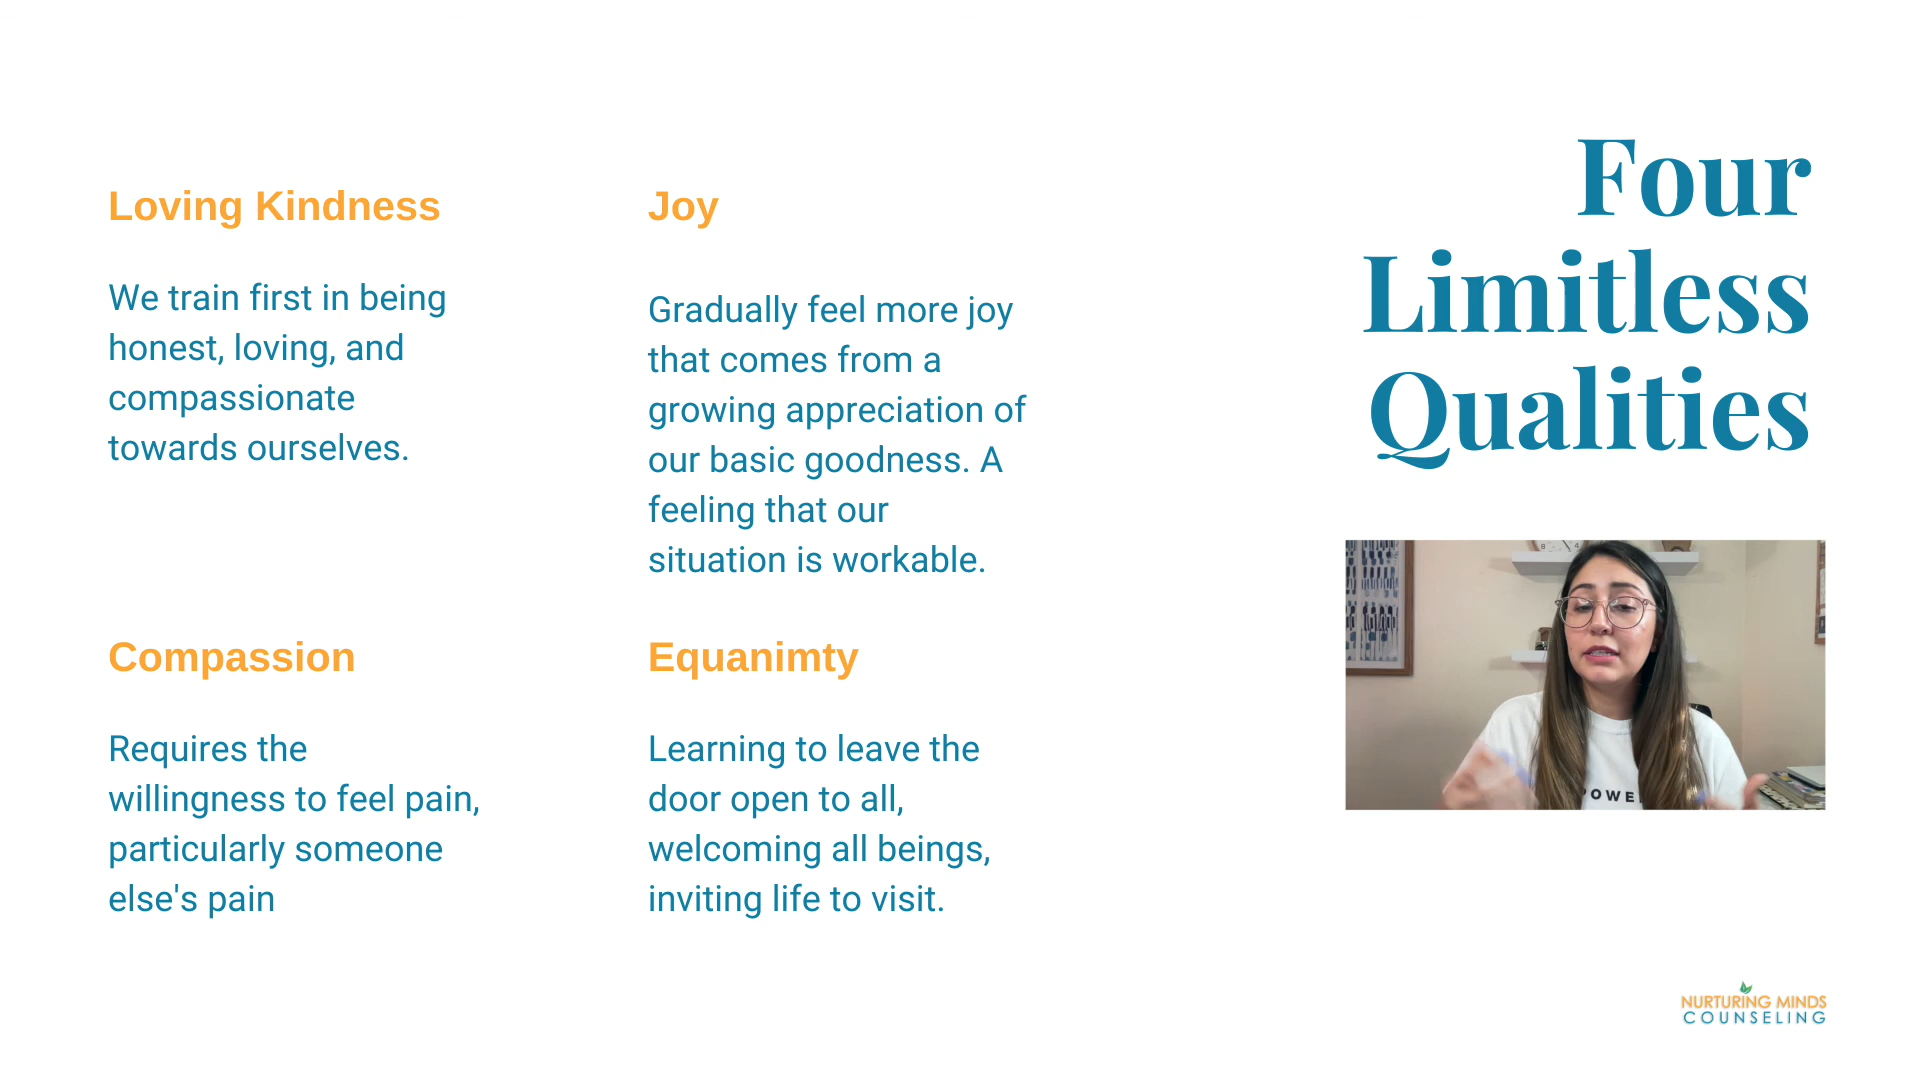 Four
Limitless
Qualities
Loving Kindness
We train first in being
honest, loving, and
compassionate
towards ourselves.
Joy
Gradually feel more joy
that comes from a
growing appreciation of
our basic goodness. A
feeling that our
situation is workable.
Compassion
Requires the
willingness to feel pain,
particularly someone
else's pain
Equanimty
Learning to leave the
door open to all,
welcoming all beings,
inviting life to visit.
OWE
NURTURING MINDS
COUNSELING